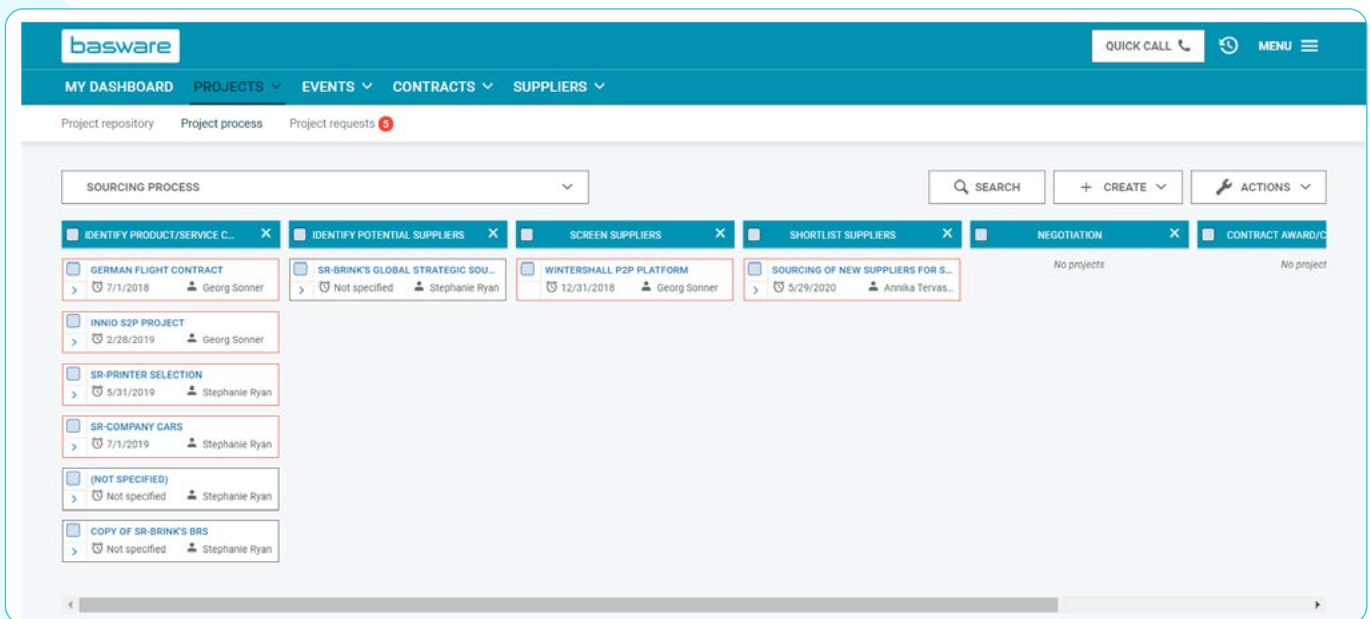 basware
QUICK CALL
MENU
MY DASHBOARD PROJECTS EVENTS CONTRACTS SUPPLIERS
Project repository Project process Project requests 5
SOURCING PROCESS
SEARCH + CREATE ACTIONS
IDENTIFY PRODUCT/SERVICE C... X
GERMAN FLIGHT CONTRACT
7/1/2018 Georg Sonner
INNIO S2P PROJECT
2/28/2019 Georg Sonner
SR-PRINTER SELECTION
5/31/2019 Stephanie Ryan
SR-COMPANY CARS
7/1/2019 Stephanie Ryan
(NOT SPECIFIED)
Not specified Stephanie Ryan
COPY OF SR-BRINK'S BRS
Not specified Stephanie Ryan
IDENTIFY POTENTIAL SUPPLIERS X
SR-BRINK'S GLOBAL STRATEGIC SOU...
Not specified Stephanie Ryan
SCREEN SUPPLIERS X
WINTERSHALL P2P PLATFORM
12/31/2018 Georg Sonner
SHORTLIST SUPPLIERS X
SOURCING OF NEW SUPPLIERS FOR S...
5/29/2020 Annika Tervas...
NEGOTIATION X
No projects
CONTRACT AWARD/C
No project